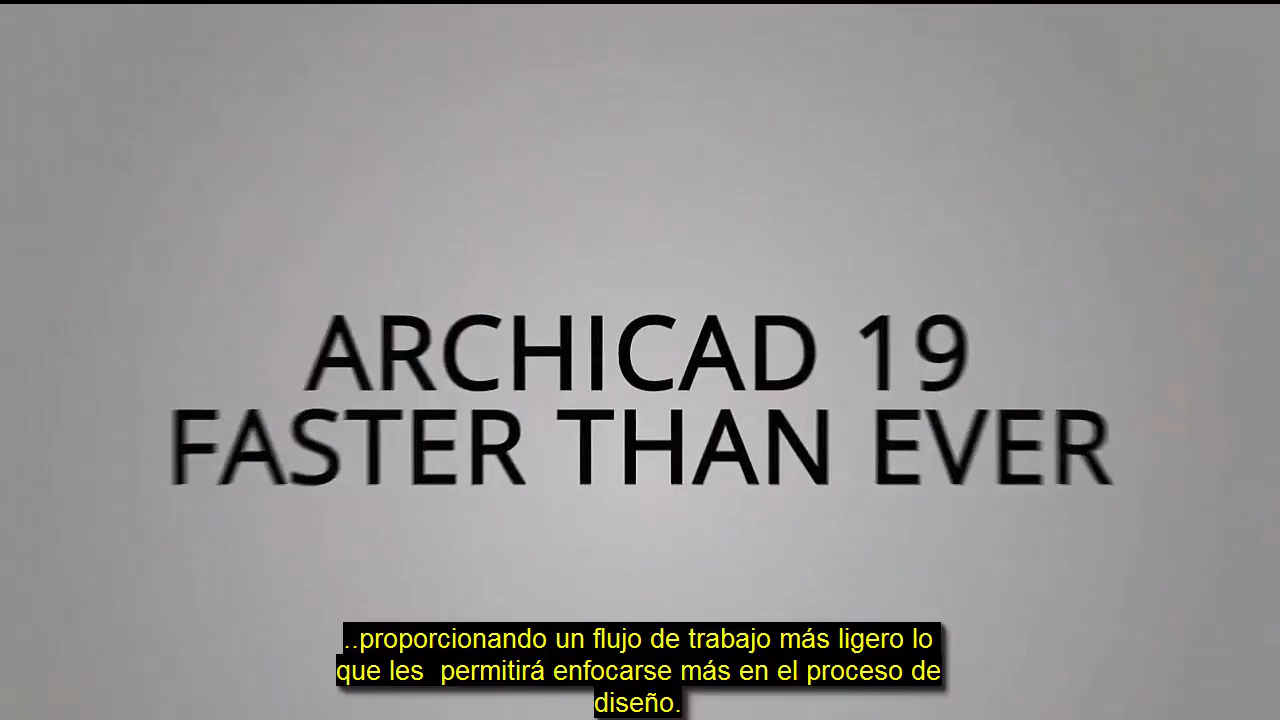 ARCHICAD 19
FASTER THAN EVER
..proporcionando un flujo de trabajo más ligero lo
que les  permitirá enfocarse más en el proceso de
diseño.